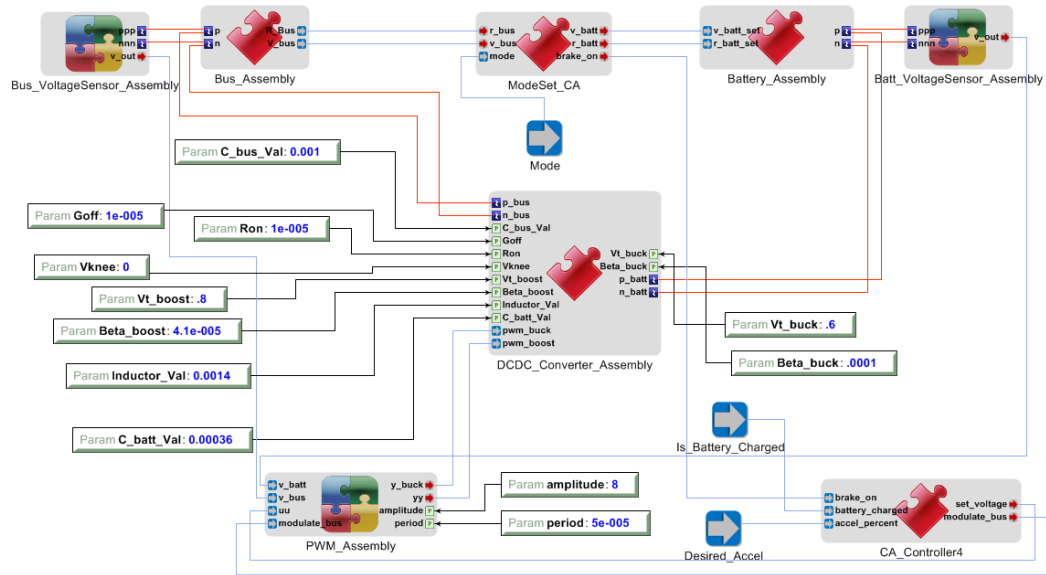 ppp
nnn
v_out
Bus_VoltageSensor_Assembly
p
n
R_Bus
V_bus
Bus_Assembly
r_bus
v_bus
mode
v_batt
r_batt
brake_on
ModeSet_CA
v_batt_set
r_batt_set
p
n
Battery_Assembly
ppp
nnn
v_out
Batt_VoltageSensor_Assembly
Mode
Param C_bus_Val: 0.001
Param Goff: 1e-005
Param Ron: 1e-005
Param Vknee: 0
Param Vt_boost: .8
Param Beta_boost: 4.1e-005
Param Inductor_Val: 0.0014
Param C_batt_Val: 0.00036
p_bus
n_bus
C_bus_Val
Goff
Ron
Vknee
Vt_boost
Beta_boost
Inductor_Val
C_batt_Val
pwm_buck
pwm_boost
Vt_buck
Beta_buck
p_batt
n_batt
DCDC_Converter_Assembly
Param Vt_buck: .6
Param Beta_buck: .0001
Is_Battery_Charged
v_batt
v_bus
uu
modulate_bus
y_buck
yy
amplitude
period
PWM_Assembly
Param amplitude: 8
Param period: 5e-005
Desired_Accel
brake_on
battery_charged
accel_percent
set_voltage
modulate_bus
CA_Controller4